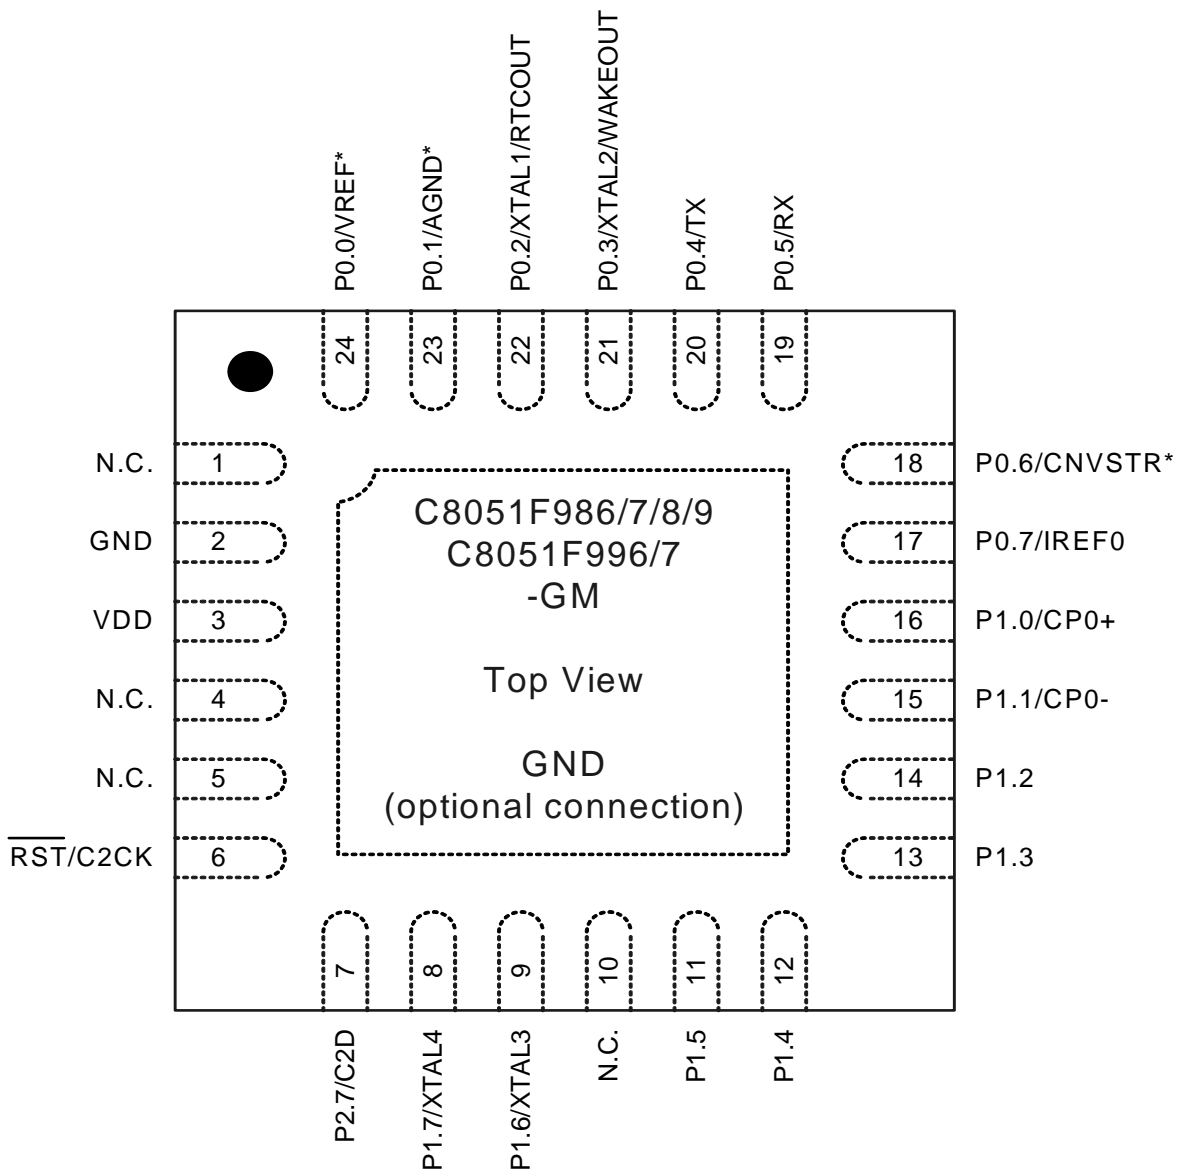 P0.0/VREF*
P0.1/AGND*
P0.2/XTAL1/RTCOUT
P0.3/XTAL2/WAKEOUT
P0.4/TX
P0.5/RX
24
23
22
21
20
19
N.C.
1
GND
2
VDD
3
N.C.
4
N.C.
5
RST/C2CK
6
C8051F986/7/8/9
C8051F996/7
-GM
Top View
GND
(optional connection)
18
P0.6/CNVSTR*
17
P0.7/IREF0
16
P1.0/CP0+
15
P1.1/CP0-
14
P1.2
13
P1.3
7
8
9
10
11
12
P2.7/C2D
P1.7/XTAL4
P1.6/XTAL3
N.C.
P1.5
P1.4